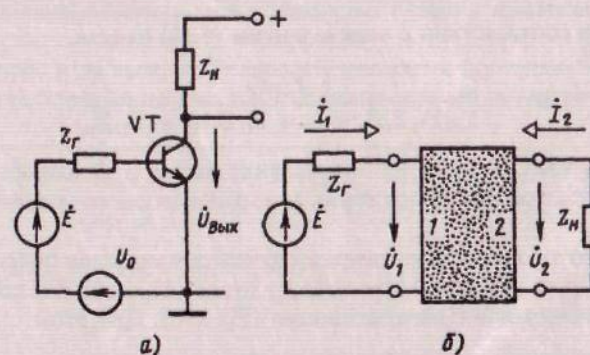 +
Zн
VT
Zг
Ė
U₀
U̇вых
а)
İ₁
İ₂
Zг
Ė
1
2
U̇₁
U̇₂
Zн
б)